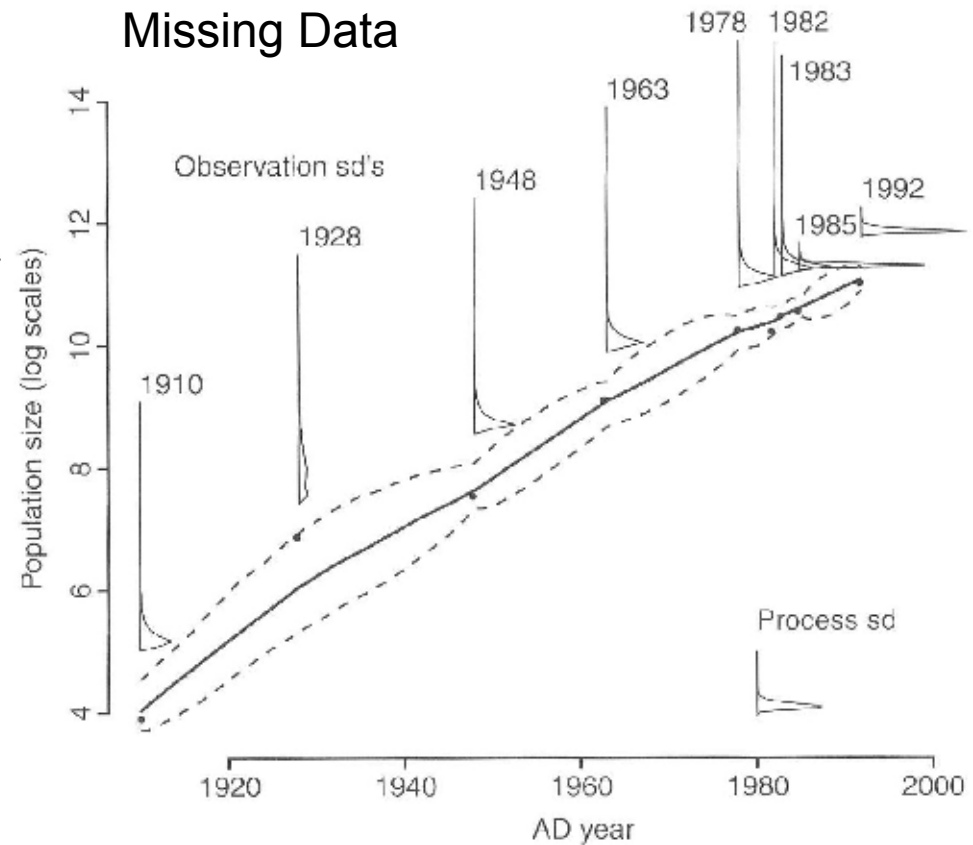 Missing Data
1978 1982
1983
1963
14
Observation sd's
1948
1992
12
1928
1985
Population size (log scales)
10
1910
8
6
Process sd
4
1920 1940 1960 1980 2000
AD year